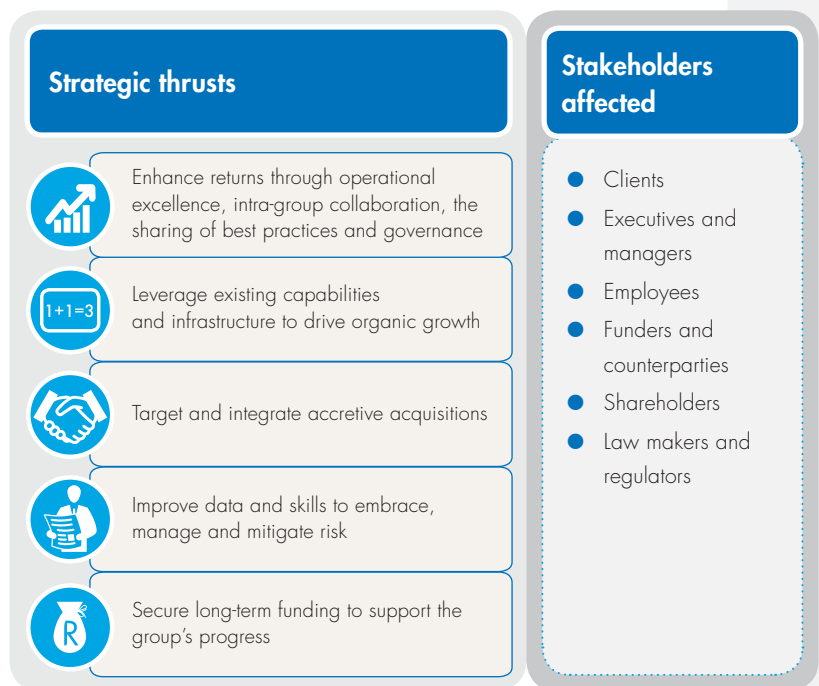 Strategic thrusts
Enhance returns through operational
excellence, intra-group collaboration, the
sharing of best practices and governance
1+1=3
Leverage existing capabilities
and infrastructure to drive organic growth
Target and integrate accretive acquisitions
Improve data and skills to embrace,
manage and mitigate risk
R
Secure long-term funding to support the
group’s progress
Stakeholders
affected
Clients
Executives and
managers
Employees
Funders and
counterparties
Shareholders
Law makers and
regulators